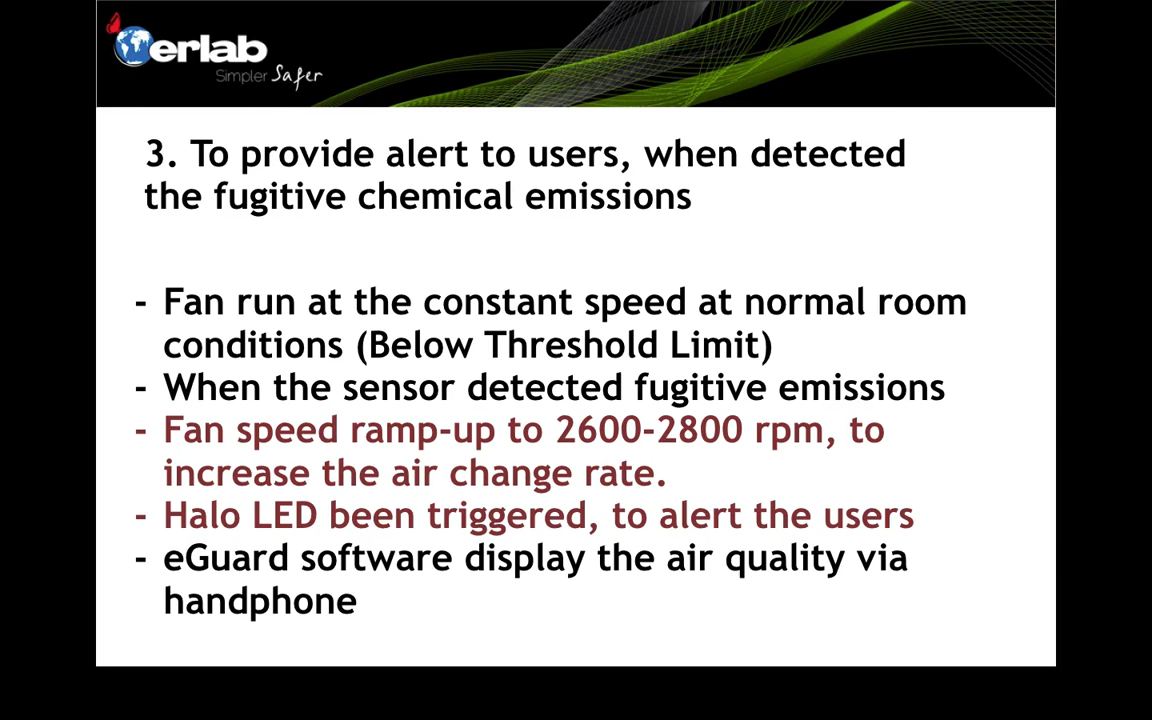 erlab
Simpler Safer
3. To provide alert to users, when detected
the fugitive chemical emissions
- Fan run at the constant speed at normal room
conditions (Below Threshold Limit)
- When the sensor detected fugitive emissions
- Fan speed ramp-up to 2600-2800 rpm, to
increase the air change rate.
- Halo LED been triggered, to alert the users
- eGuard software display the air quality via
handphone